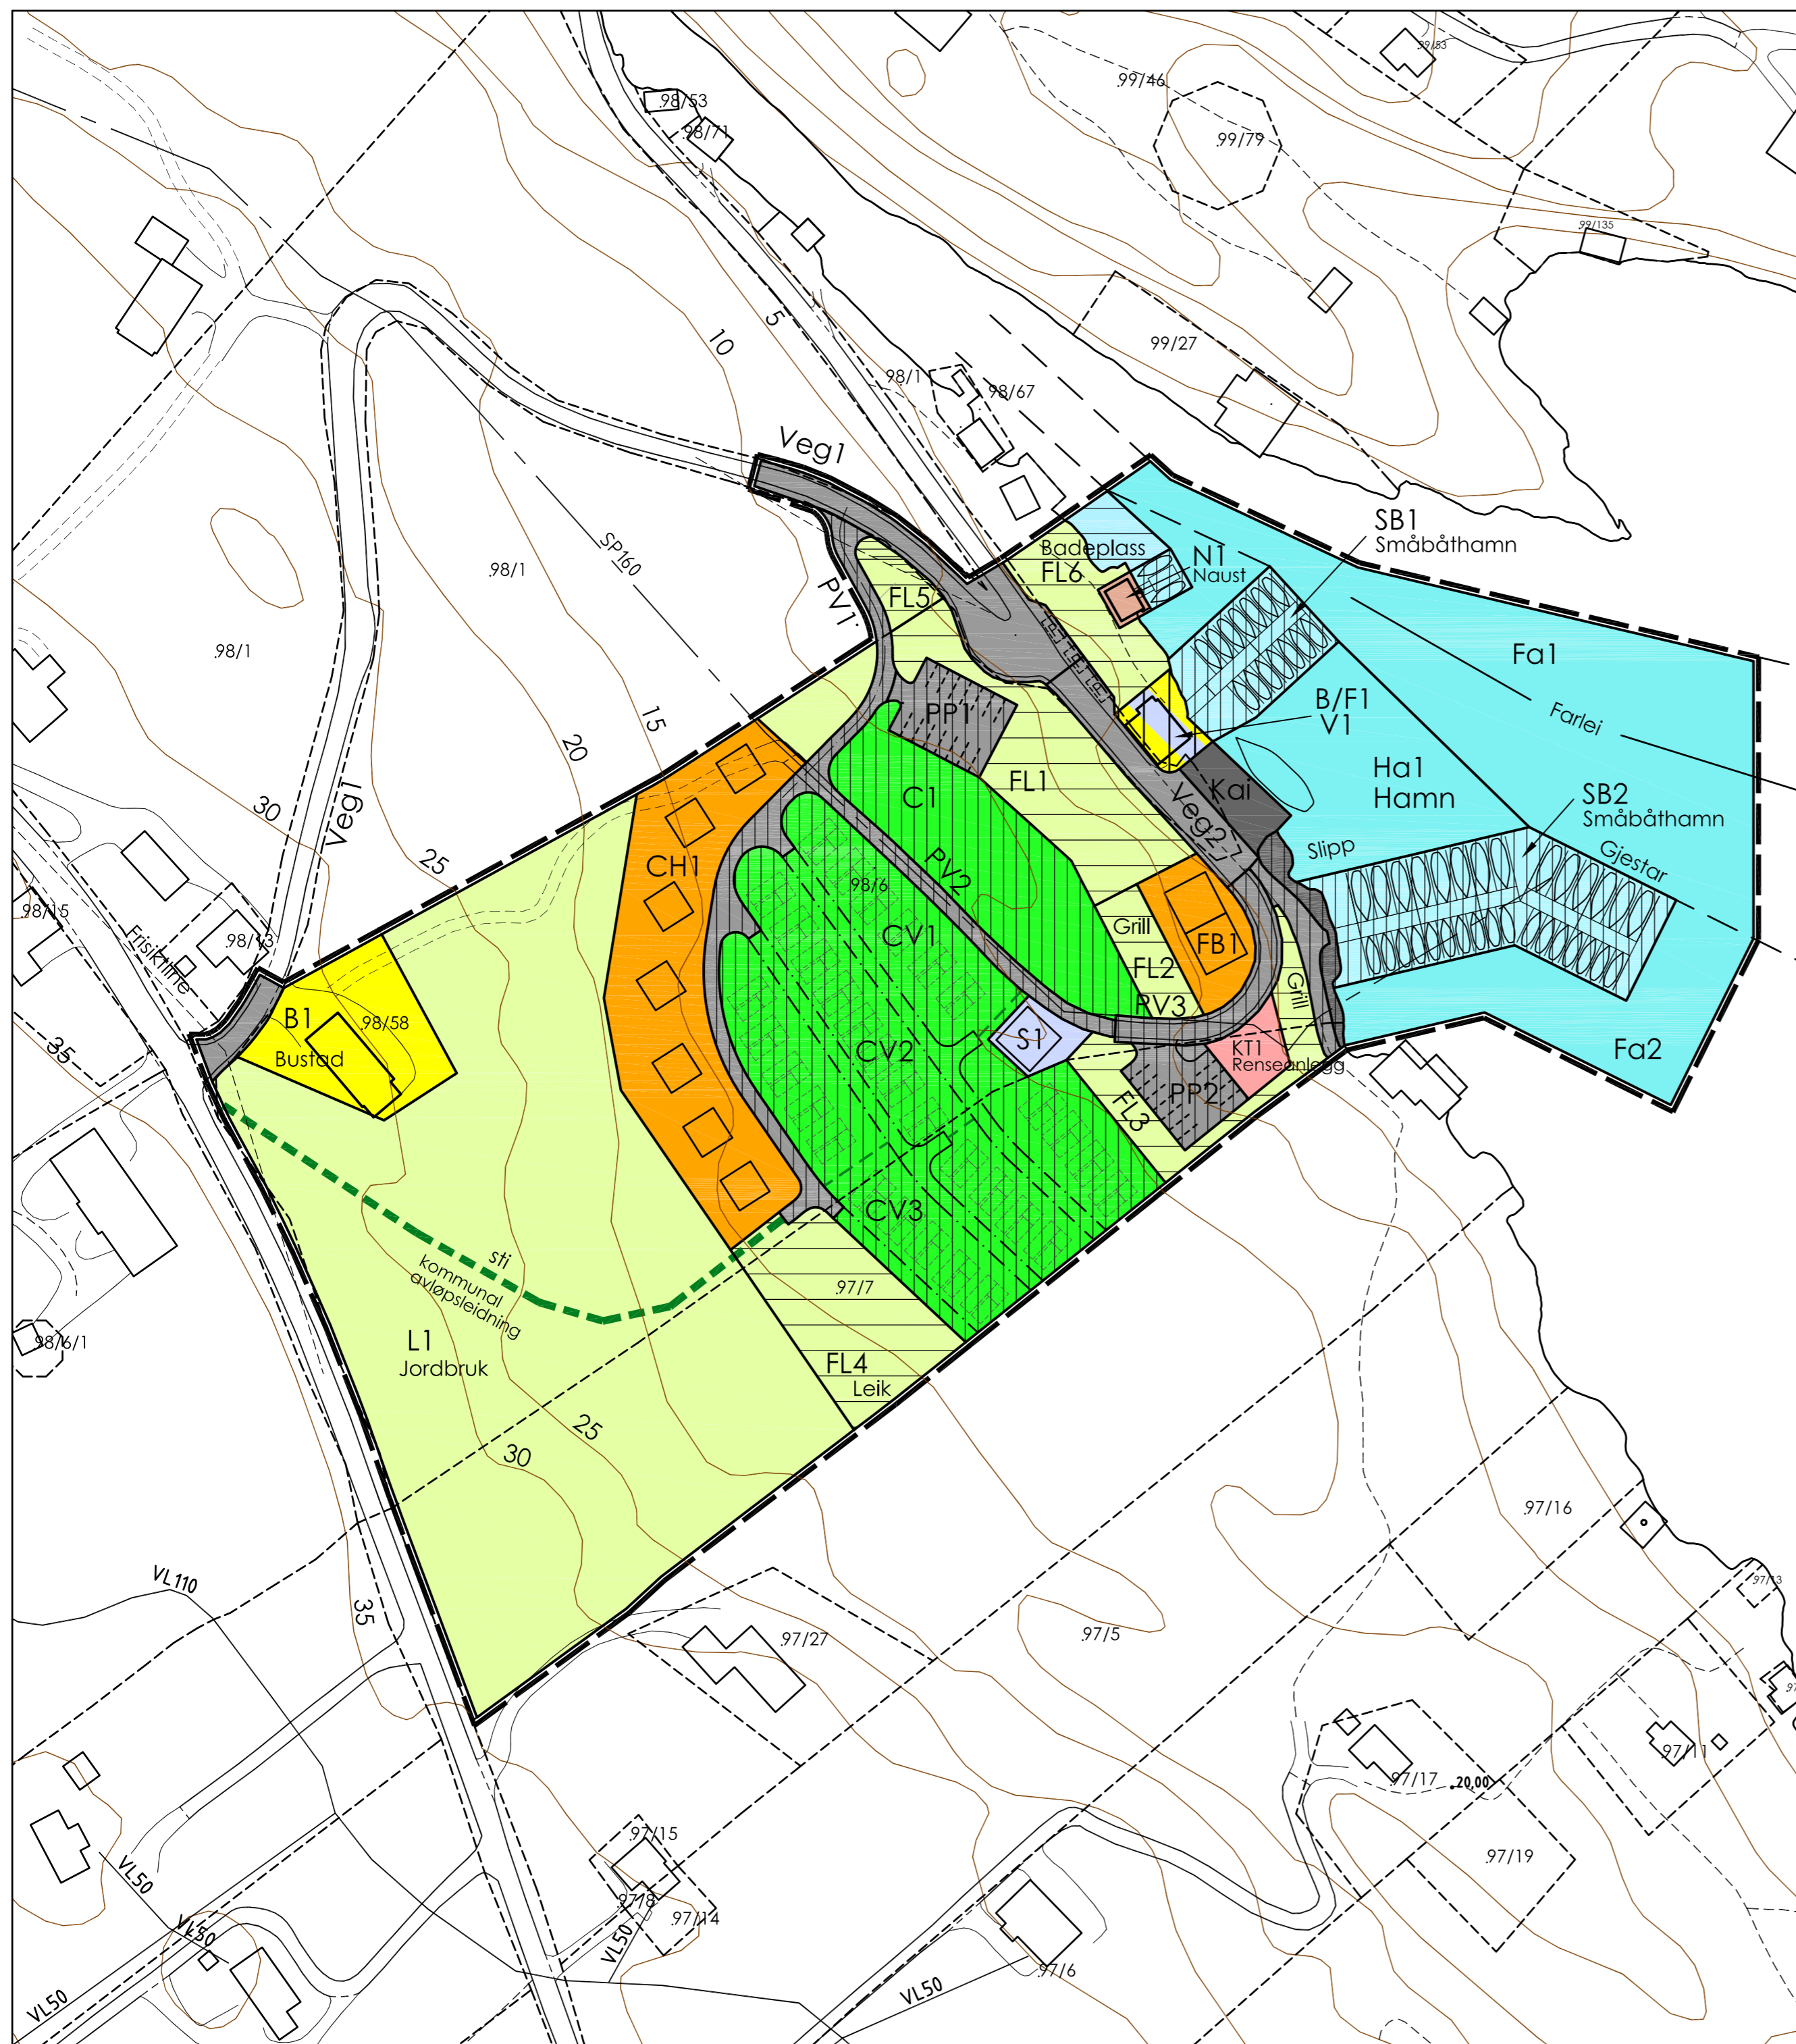 99/53
98/53
99/46
98/71
99/79
99/135
10
5
99/27
98/1
98/67
Veg1
SB1
Småbåthamn
SP160
98/1
Badeplass
FL6
N1
Naust
PV1
FL5
98/1
Fa1
B/F1
V1
15
PP1
Farlei
20
FL1
Ha1
Hamn
Kai
C1
SB2
Småbåthamn
30
Veg1
Veg2
Slipp
Gjestar
25
CH1
PV2
98/6
98/15
Grill
CV1
FB1
98/13
Frisiktline
FL2
Grill
PV3
B1
98/58
S1
Fa2
35
Bustad
CV2
KT1
Renseanlegg
PP2
FL3
CV3
sti
kommunal
avløpsleidning
97/7
98/6/1
L1
Jordbruk
FL4
Leik
25
30
97/16
VL110
97/13
35
97/5
97/27
97/11
97/17
20,00
97/15
97/19
VL50
97/8
97/14
VL50
VL50
97/6
VL50
VL50